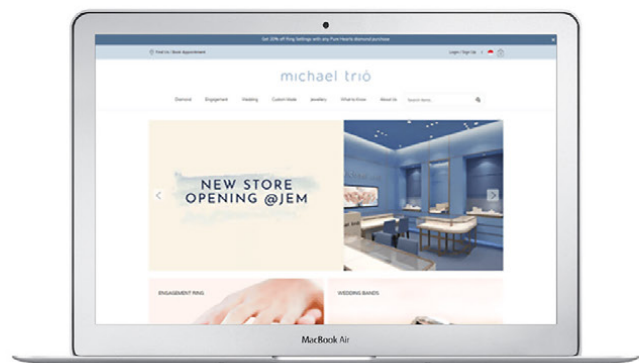 Get 20% off Ring Settings with any Pure Hearts diamond purchase
Find Us / Book Appointment
Login / Sign Up
michael trio
Diamond Engagement Wedding Custom Made Jewellery What to Know About Us Search items
NEW STORE
OPENING @JEM
ENGAGEMENT RING
WEDDING BANDS
MacBook Air